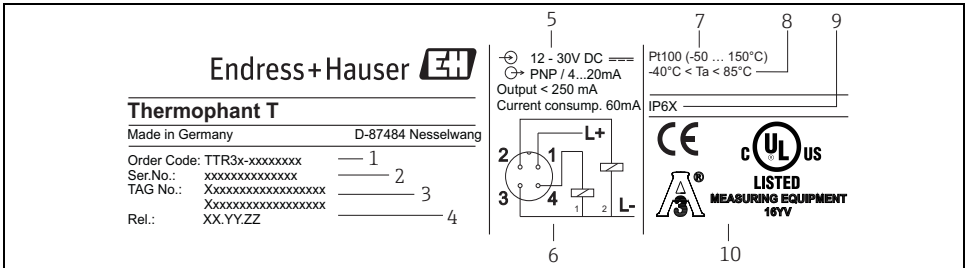 5
7
8
9
Endress+Hauser EH
12 - 30V DC
PNP / 4...20mA
Output < 250 mA
Current consump. 60mA
Pt100 (-50 ... 150°C)
-40°C < Ta < 85°C
IP6X
Thermophant T
Made in Germany D-87484 Nesselwang
Order Code: TTR3x-xxxxxxxx 1
Ser.No.: xxxxxxxxxxxxxx 2
TAG No.: Xxxxxxxxxxxxxxxxxx 3
Xxxxxxxxxxxxxxxxxx
Rel.: XX.YY.ZZ 4
L+
2 1
3 4
1 2 L-
6
CE
C UL US
LISTED
MEASURING EQUIPMENT
16YV
A 3 ®
10